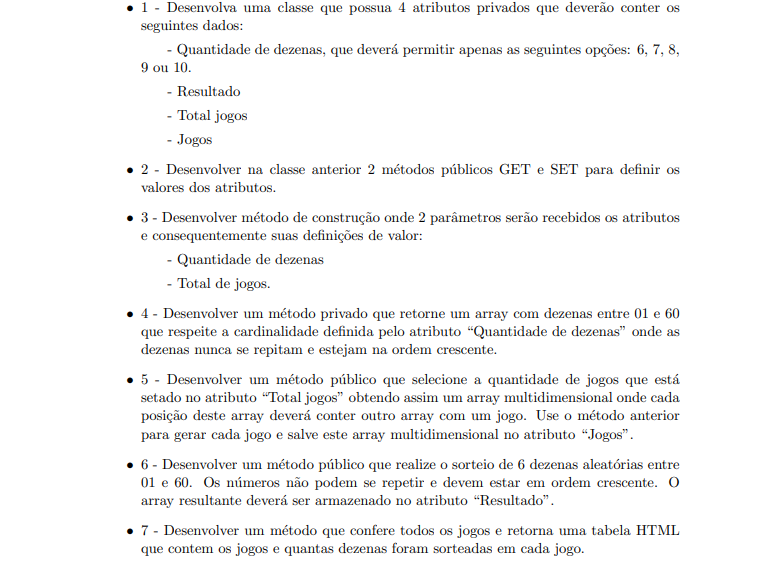 • 1 - Desenvolva uma classe que possua 4 atributos privados que deverão conter os
seguintes dados:
- Quantidade de dezenas, que deverá permitir apenas as seguintes opções: 6, 7, 8,
9 ou 10.
- Resultado
- Total jogos
- Jogos
• 2 - Desenvolver na classe anterior 2 métodos públicos GET e SET para definir os
valores dos atributos.
• 3 - Desenvolver método de construção onde 2 parâmetros serão recebidos os atributos
e consequentemente suas definições de valor:
- Quantidade de dezenas
- Total de jogos.
• 4 - Desenvolver um método privado que retorne um array com dezenas entre 01 e 60
que respeite a cardinalidade definida pelo atributo “Quantidade de dezenas” onde as
dezenas nunca se repitam e estejam na ordem crescente.
• 5 - Desenvolver um método público que selecione a quantidade de jogos que está
setado no atributo “Total jogos” obtendo assim um array multidimensional onde cada
posição deste array deverá conter outro array com um jogo. Use o método anterior
para gerar cada jogo e salve este array multidimensional no atributo “Jogos”.
• 6 - Desenvolver um método público que realize o sorteio de 6 dezenas aleatórias entre
01 e 60. Os números não podem se repetir e devem estar em ordem crescente. O
array resultante deverá ser armazenado no atributo “Resultado”.
• 7 - Desenvolver um método que confere todos os jogos e retorna uma tabela HTML
que contem os jogos e quantas dezenas foram sorteadas em cada jogo.